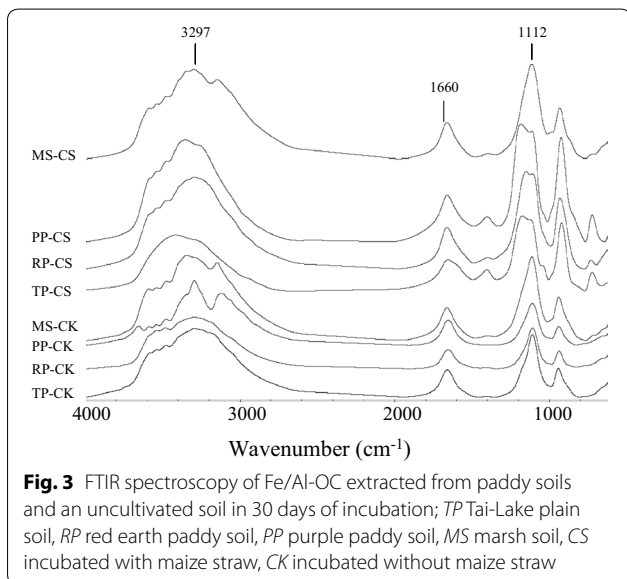 3297
1112
1660
MS-CS
PP-CS
RP-CS
TP-CS
MS-CK
PP-CK
RP-CK
TP-CK
4000 3000 2000 1000
Wavenumber (cm⁻¹)
Fig. 3 FTIR spectroscopy of Fe/Al-OC extracted from paddy soils
and an uncultivated soil in 30 days of incubation; TP Tai-Lake plain
soil, RP red earth paddy soil, PP purple paddy soil, MS marsh soil, CS
incubated with maize straw, CK incubated without maize straw